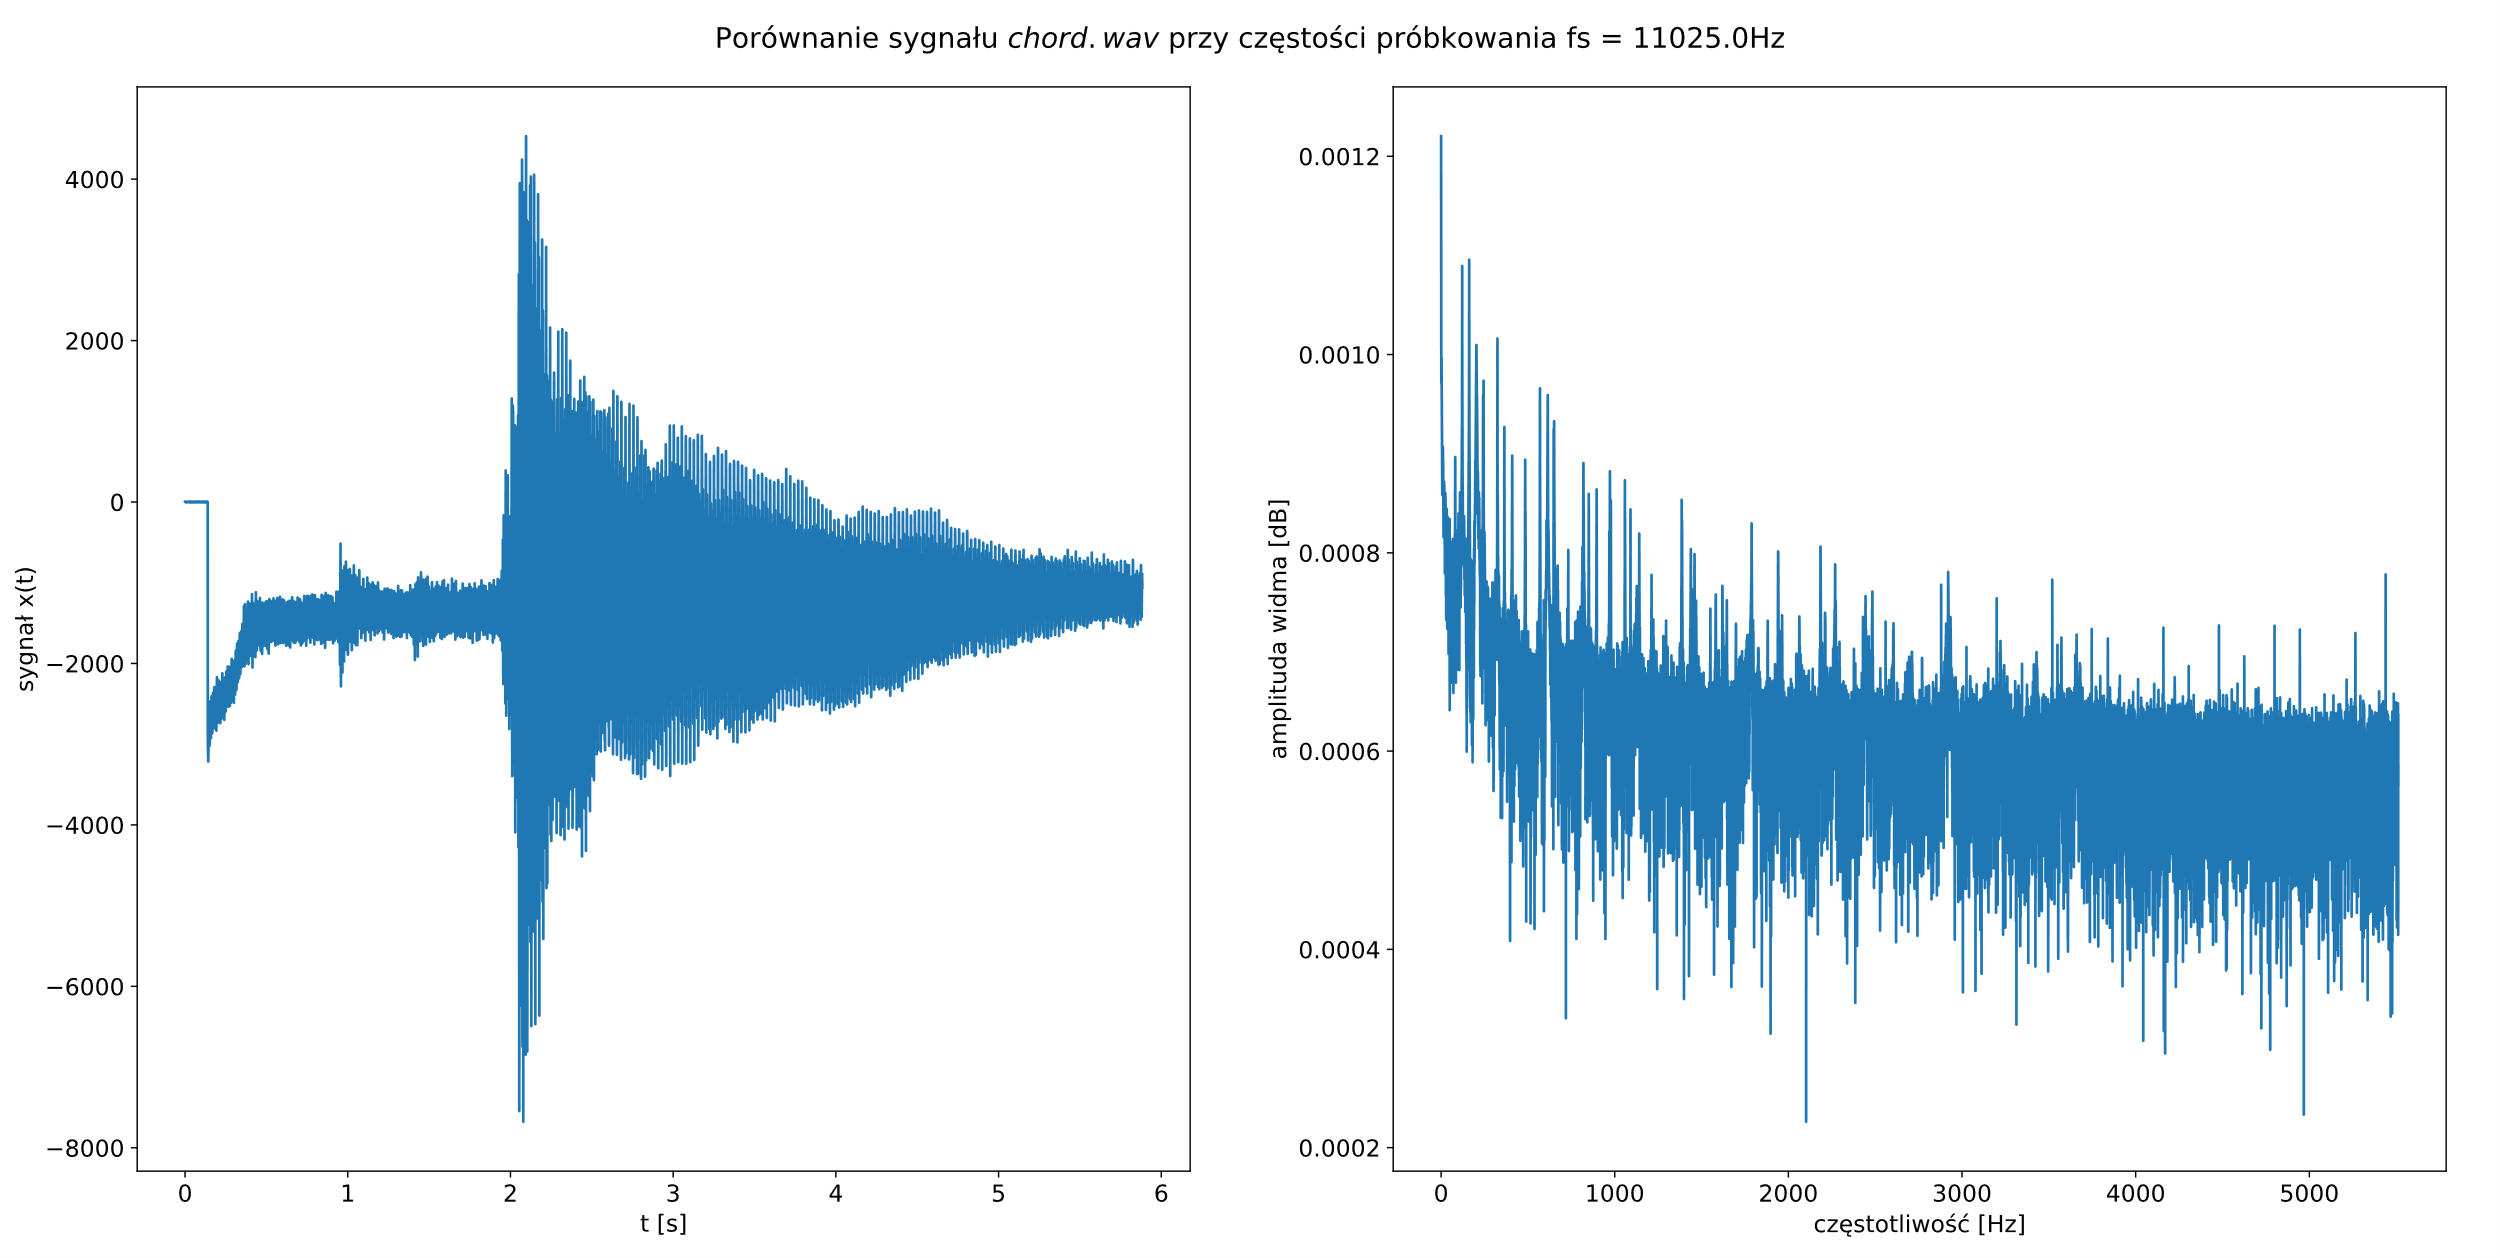 Porównanie sygnału chord.wav przy częstości próbkowania fs = 11025.0Hz
sygnał x(t)
4000
2000
0
−2000
−4000
−6000
−8000
0 1 2 3 4 5 6
t [s]
amplituda widma [dB]
0.0012
0.0010
0.0008
0.0006
0.0004
0.0002
0 1000 2000 3000 4000 5000
częstotliwość [Hz]